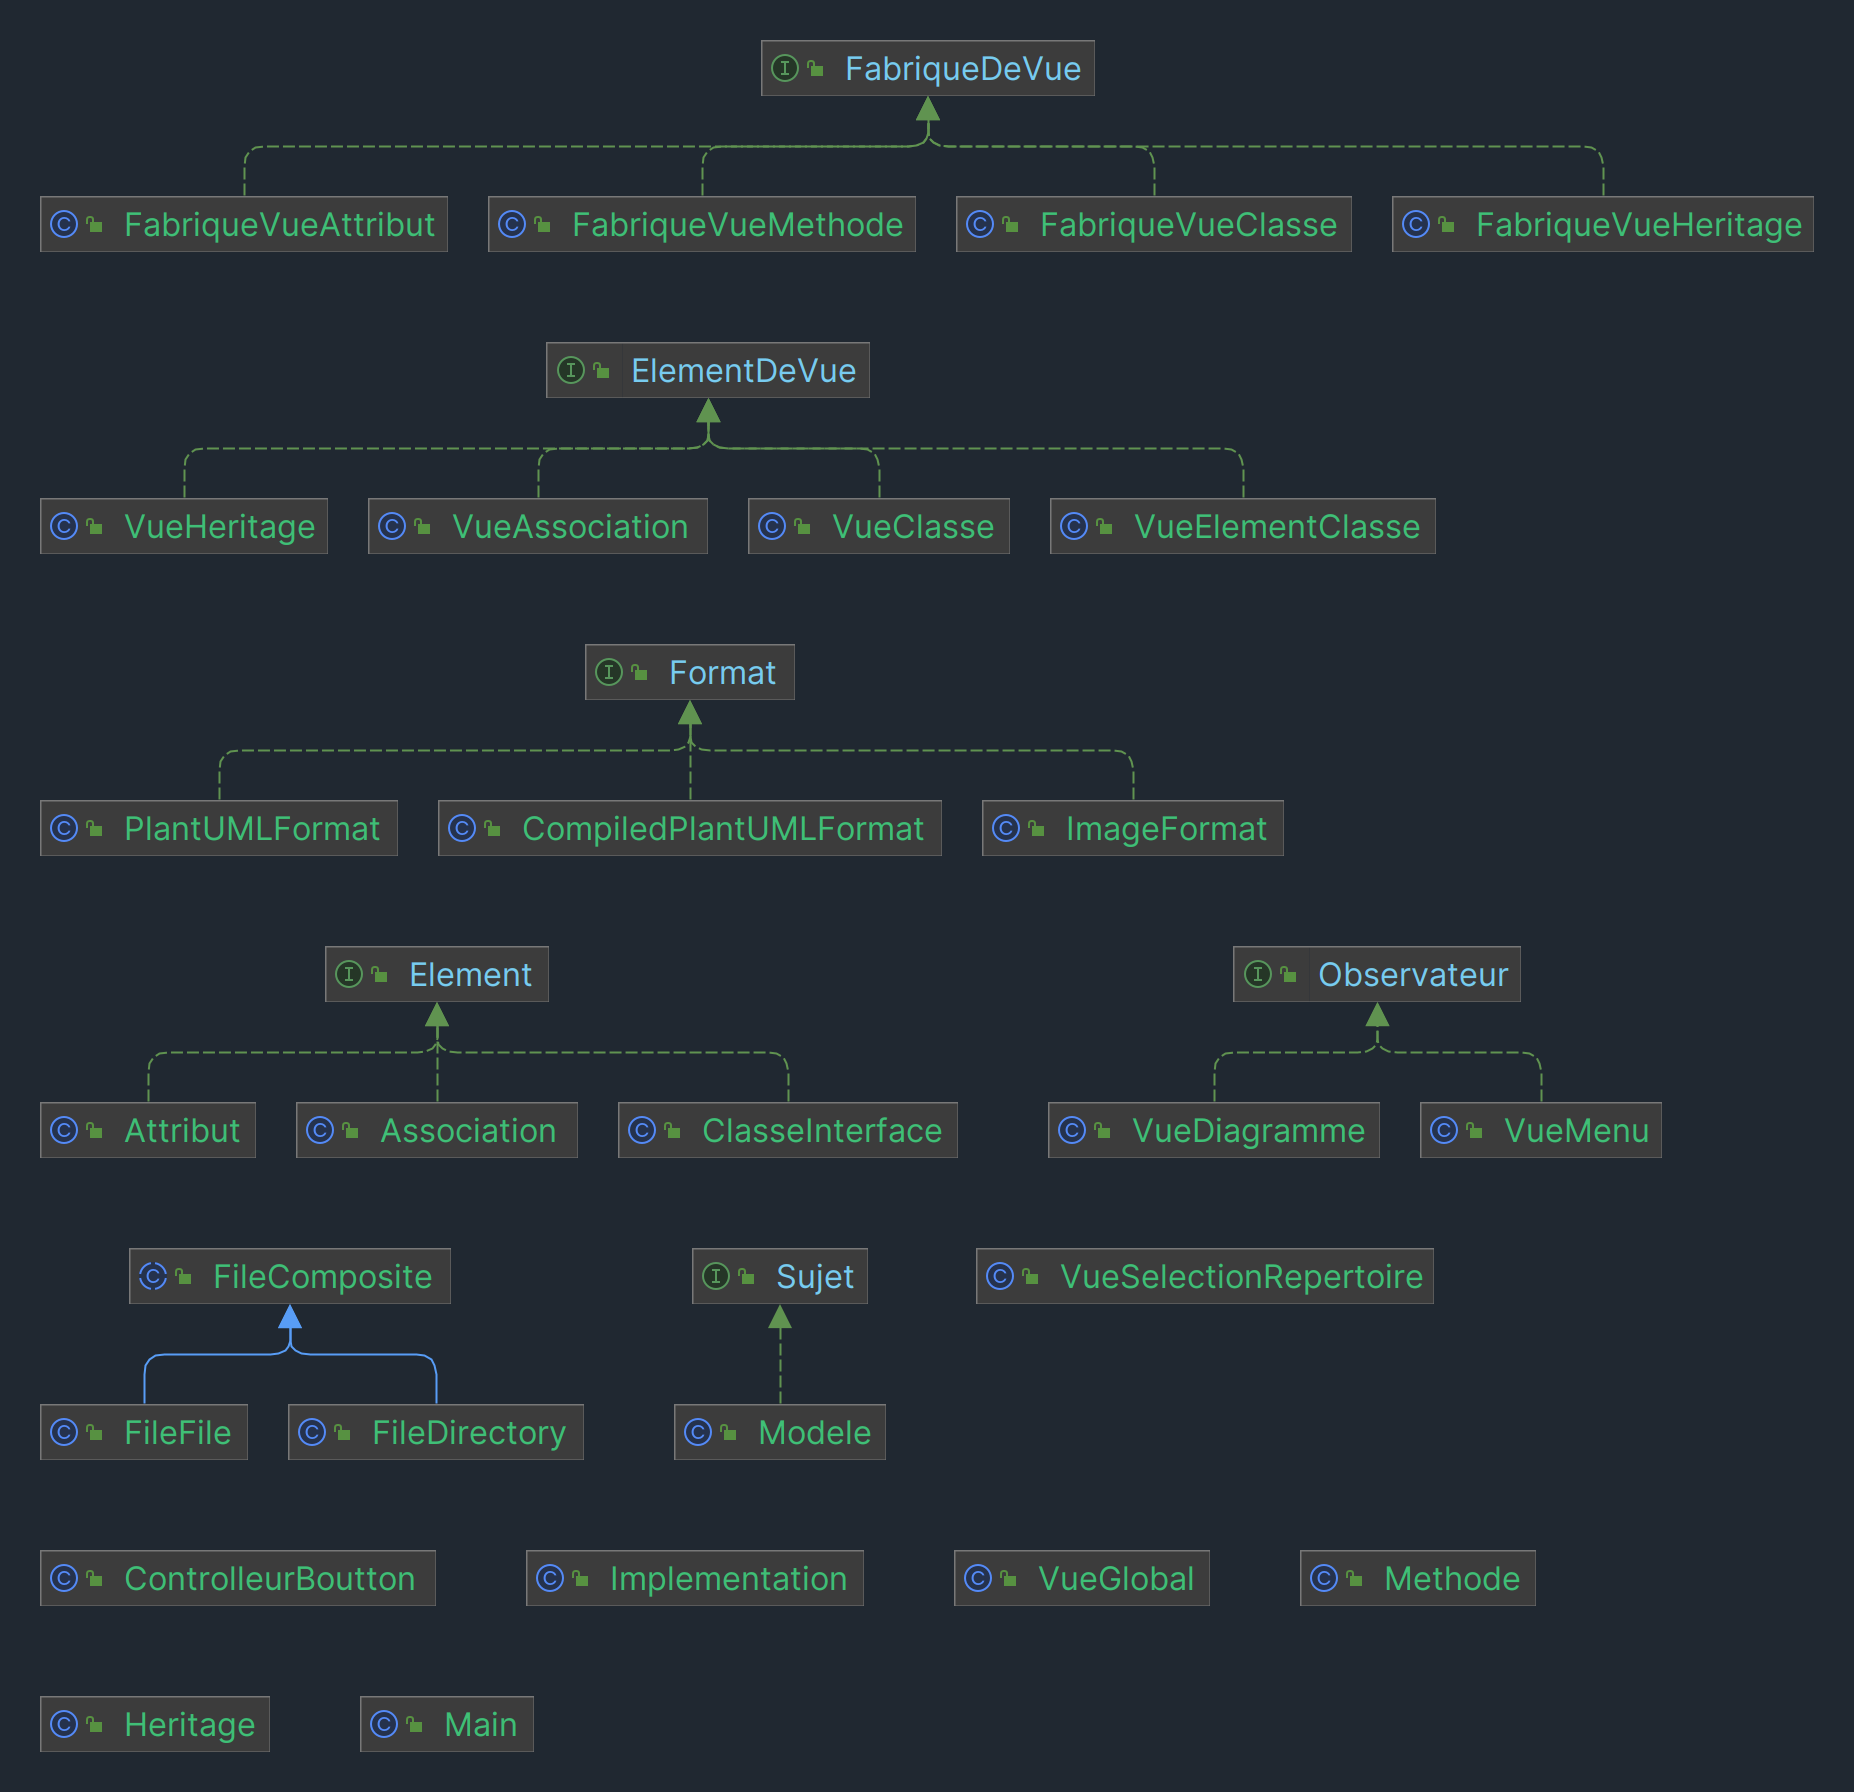 FabriqueDeVue
FabriqueVueAttribut FabriqueVueMethode FabriqueVueClasse FabriqueVueHeritage
ElementDeVue
VueHeritage VueAssociation VueClasse VueElementClasse
Format
PlantUMLFormat CompiledPlantUMLFormat ImageFormat
Element Observateur
Attribut Association ClasseInterface VueDiagramme VueMenu
FileComposite Sujet VueSelectionRepertoire
FileFile FileDirectory Modele
ControlleurBoutton Implementation VueGlobal Methode
Heritage Main